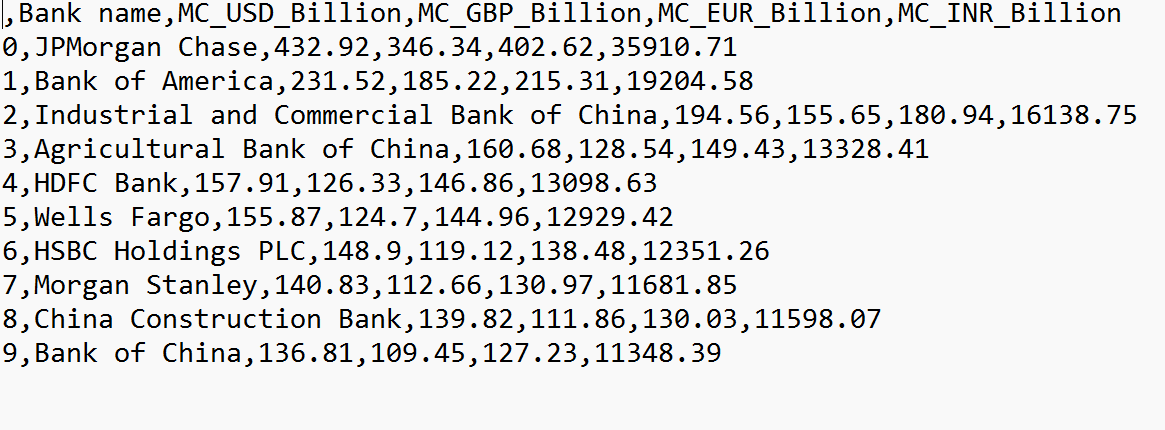 ,Bank name,MC_USD_Billion,MC_GBP_Billion,MC_EUR_Billion,MC_INR_Billion
0,JPMorgan Chase,432.92,346.34,402.62,35910.71
1,Bank of America,231.52,185.22,215.31,19204.58
2,Industrial and Commercial Bank of China,194.56,155.65,180.94,16138.75
3,Agricultural Bank of China,160.68,128.54,149.43,13328.41
4,HDFC Bank,157.91,126.33,146.86,13098.63
5,Wells Fargo,155.87,124.7,144.96,12929.42
6,HSBC Holdings PLC,148.9,119.12,138.48,12351.26
7,Morgan Stanley,140.83,112.66,130.97,11681.85
8,China Construction Bank,139.82,111.86,130.03,11598.07
9,Bank of China,136.81,109.45,127.23,11348.39